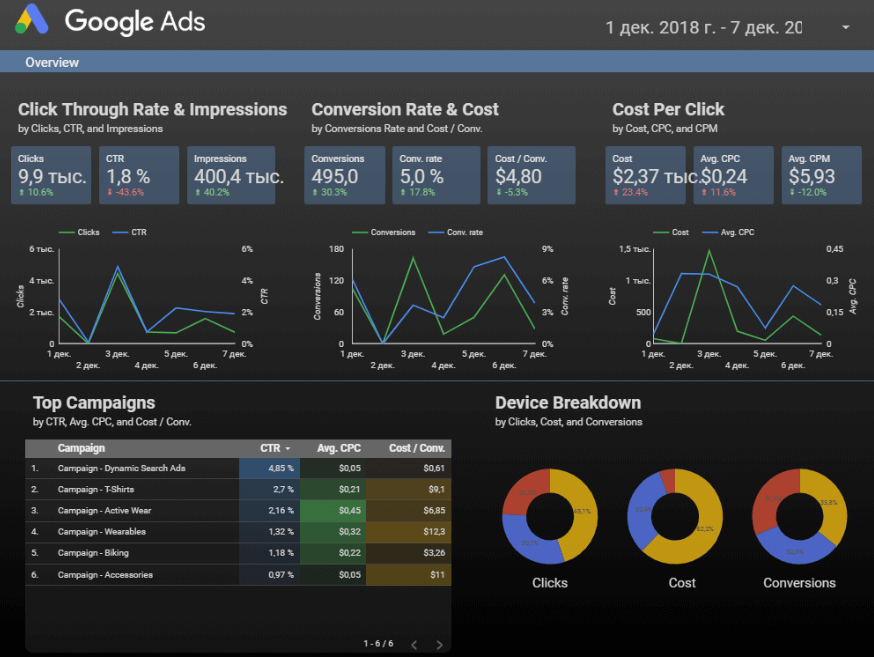 Google Ads
1 дек. 2018 г. - 7 дек. 20
Overview
Click Through Rate & Impressions
by Clicks, CTR, and Impressions
Clicks
9,9 тыс.
10.6%
CTR
1,8 %
-43.6%
Impressions
400,4 тыс.
40.2%
Clicks CTR
6 тыс.
4 тыс.
2 тыс.
0
Clicks
6%
4%
2%
0%
CTR
1 дек.
2 дек.
3 дек.
4 дек.
5 дек.
6 дек.
7 дек.
Conversion Rate & Cost
by Conversions Rate and Cost / Conv.
Conversions
495,0
30.3%
Conv. rate
5,0 %
17.8%
Cost / Conv.
$4,80
-5.3%
Conversions Conv. rate
180
120
60
0
Conversions
9%
6%
3%
0%
Conv. rate
1 дек.
2 дек.
3 дек.
4 дек.
5 дек.
6 дек.
7 дек.
Cost Per Click
by Cost, CPC, and CPM
Cost
$2,37 тыс.
23.4%
Avg. CPC
$0,24
11.6%
Avg. CPM
$5,93
-12.0%
Cost Avg. CPC
1,5 тыс.
1 тыс.
500
0
Cost
0,45
0,3
0,15
0
Avg. CPC
1 дек.
2 дек.
3 дек.
4 дек.
5 дек.
6 дек.
7 дек.
Top Campaigns
by CTR, Avg. CPC, and Cost / Conv.
Campaign CTR Avg. CPC Cost / Conv.
1. Campaign - Dynamic Search Ads 4,85 % $0,05 $0,61
2. Campaign - T-Shirts 2,7 % $0,21 $9,1
3. Campaign - Active Wear 2,16 % $0,45 $6,85
4. Campaign - Wearables 1,32 % $0,32 $12,3
5. Campaign - Biking 1,18 % $0,22 $3,26
6. Campaign - Accessories 0,97 % $0,05 $11
1 - 6 / 6
Device Breakdown
by Clicks, Cost, and Conversions
Clicks
62,2%
Cost
Conversions